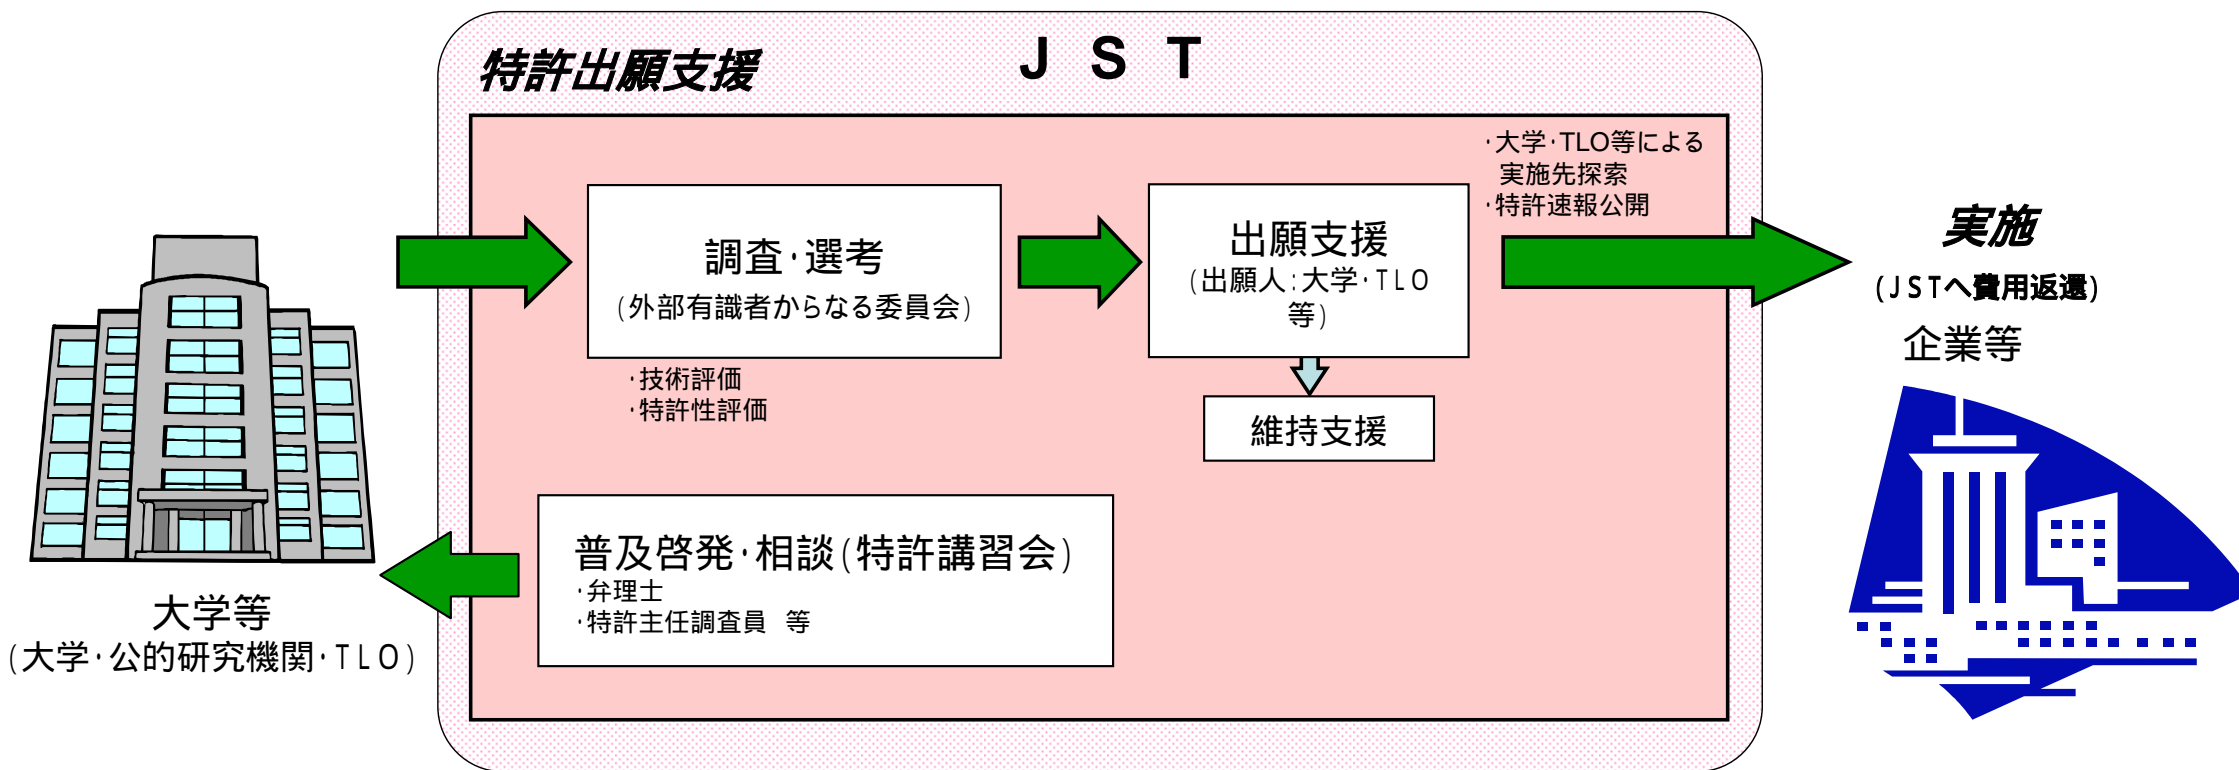 特許出願支援
J S T
・大学・TLO等による
実施先探索
・特許速報公開
調査・選考
(外部有識者からなる委員会)
・技術評価
・特許性評価
出願支援
(出願人:大学・TLO
等)
維持支援
実施
(JSTへ費用返還)
企業等
普及啓発・相談(特許講習会)
・弁理士
・特許主任調査員 等
大学等
(大学・公的研究機関・TLO)